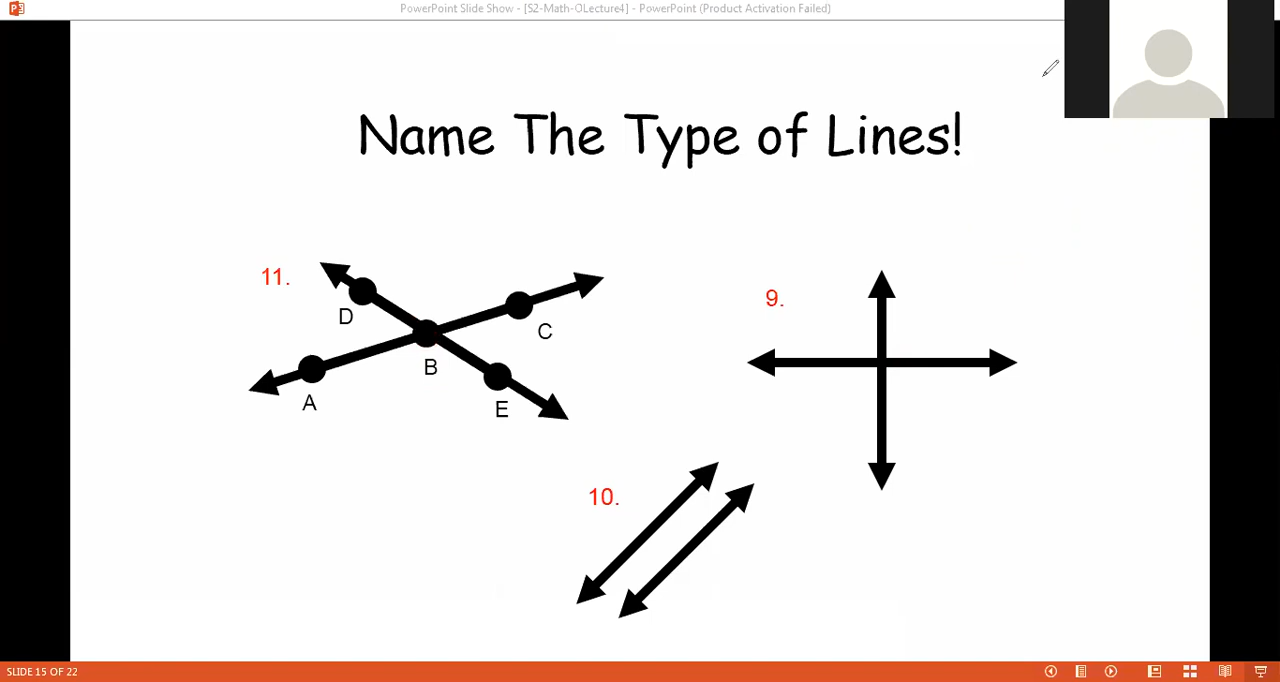 PowerPoint Slide Show - [S2-Math-OLecture4] - PowerPoint (Product Activation Failed)
Name The Type of Lines!
11.
D
C
B
A
E
9.
10.
SLIDE 15 OF 22